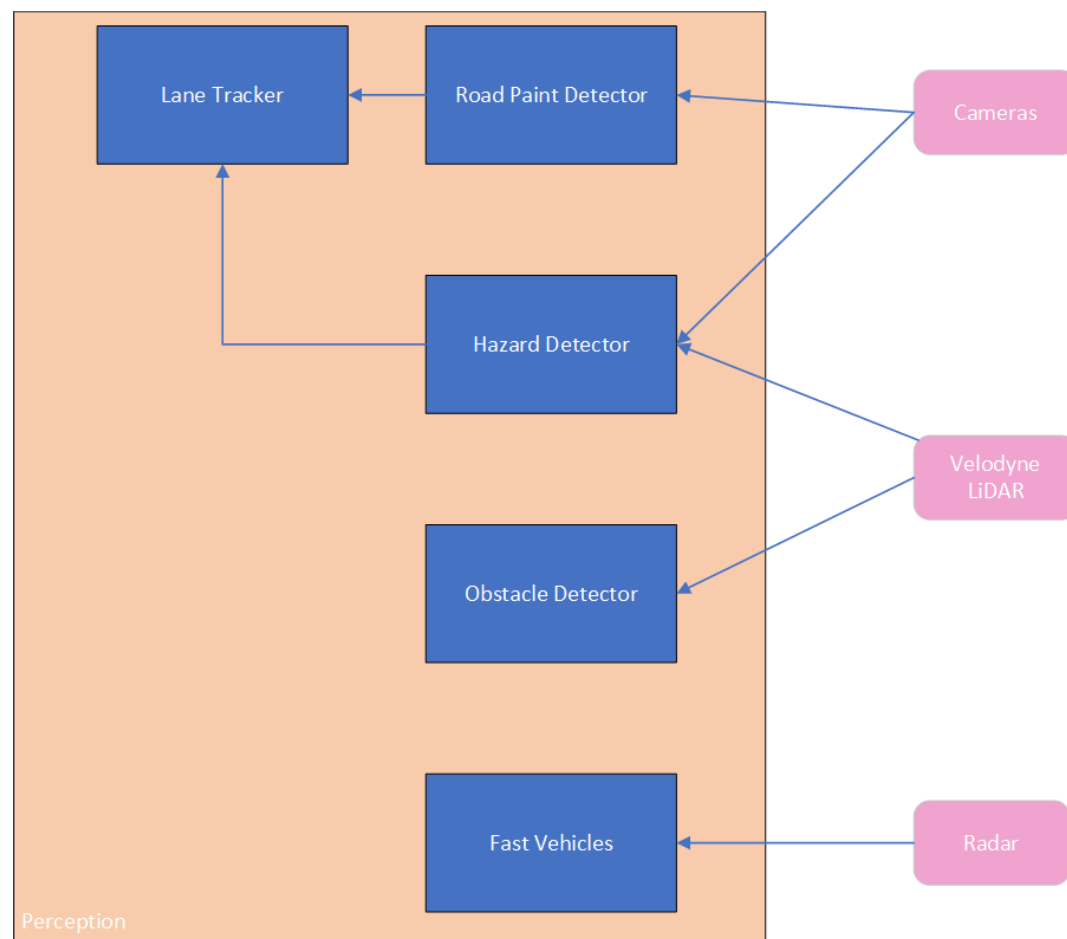 Lane Tracker
Road Paint Detector
Cameras
Hazard Detector
Velodyne
LiDAR
Obstacle Detector
Fast Vehicles
Radar
Perception